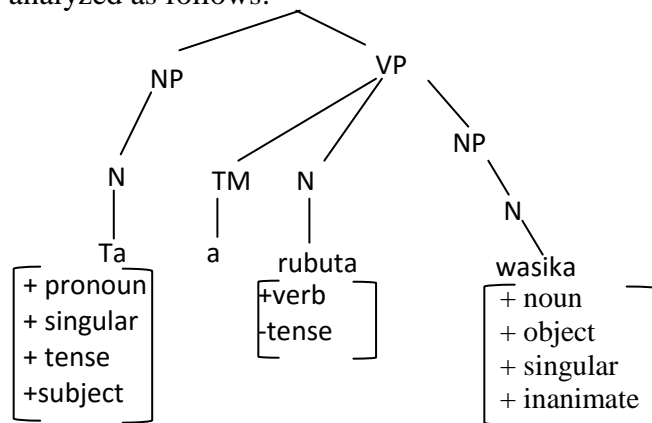 analyzed as follows:
NP VP
NP
N TM N
N
Ta a rubuta wasika
+ pronoun +verb + noun
+ singular -tense + object
+ tense + singular
+subject + inanimate